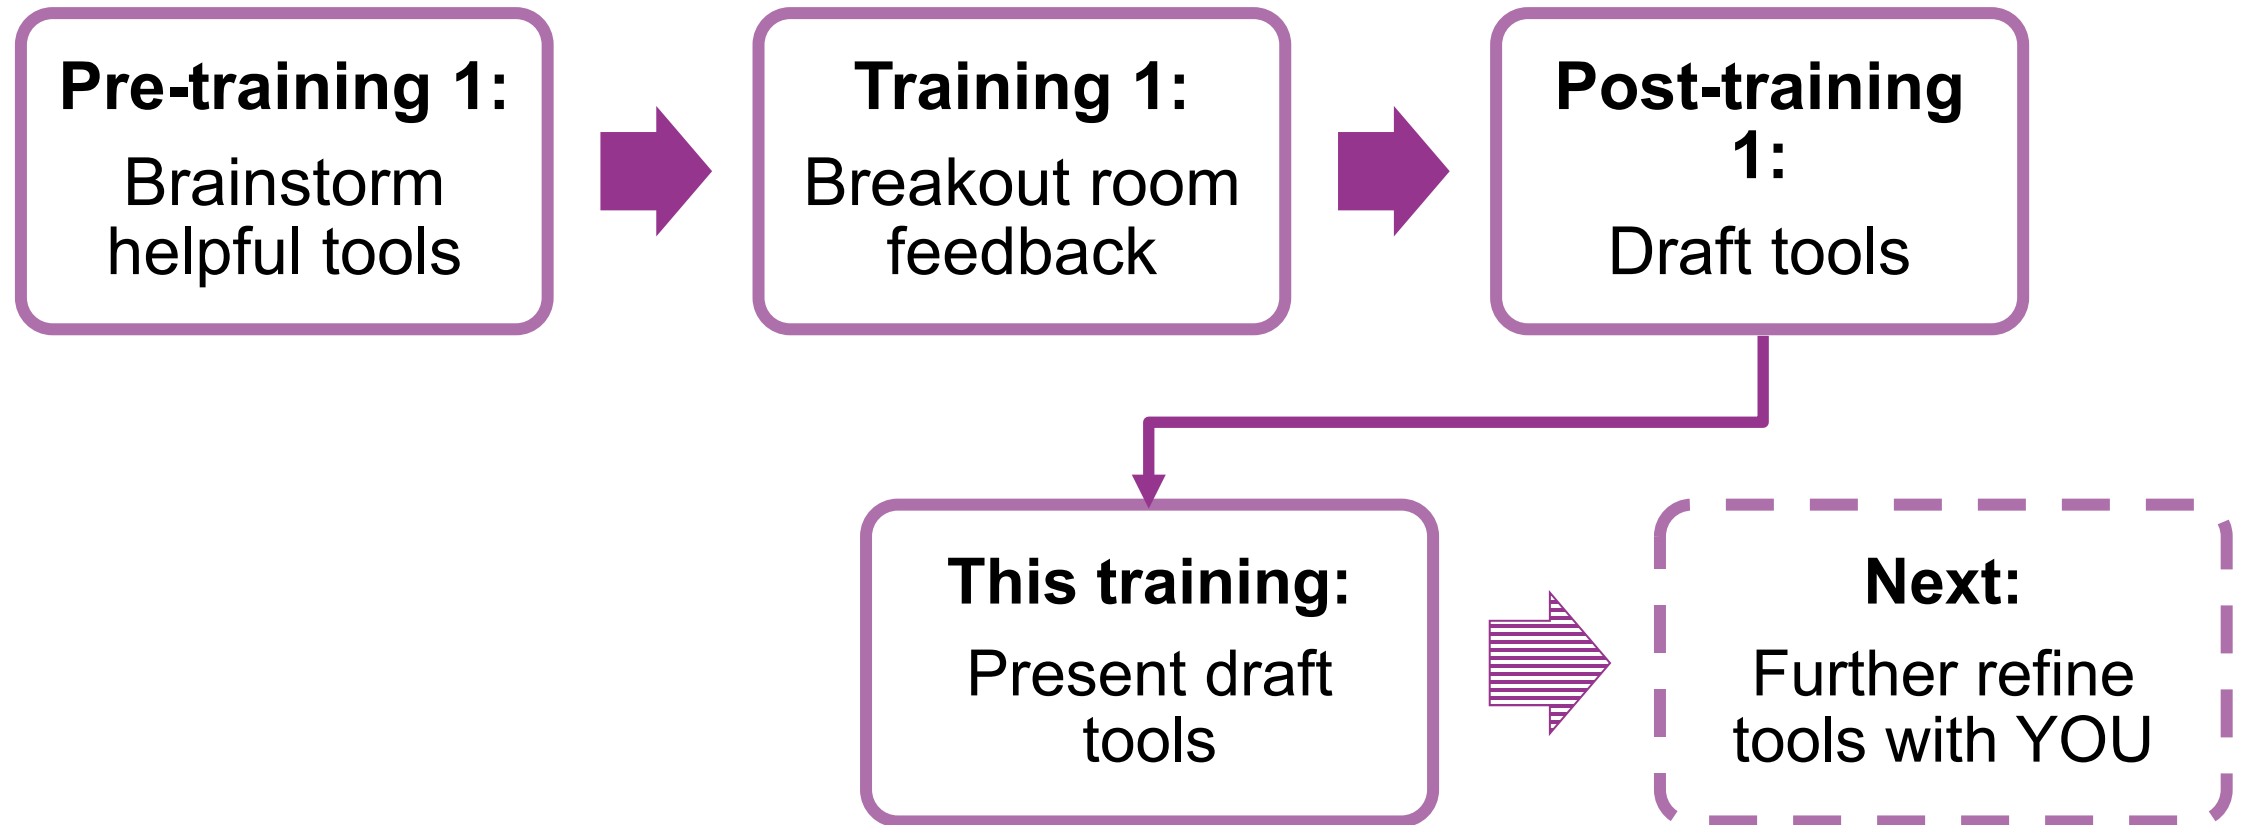 Pre-training 1:
Brainstorm
helpful tools
Training 1:
Breakout room
feedback
Post-training
1:
Draft tools
This training:
Present draft
tools
Next:
Further refine
tools with YOU